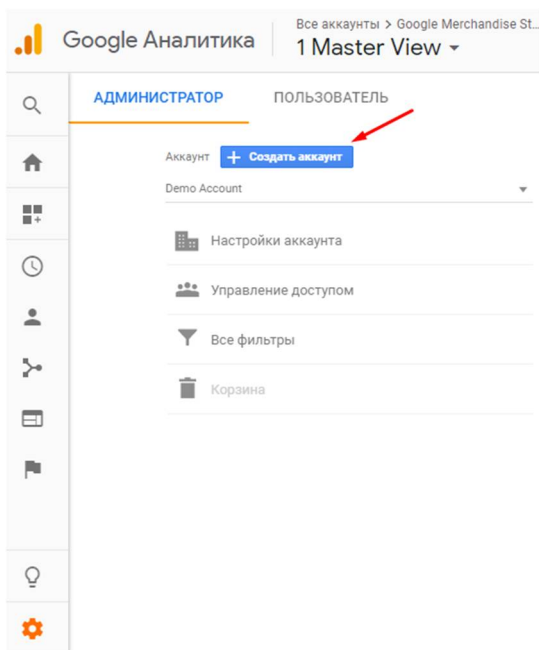 Google Аналитика
Все аккаунты > Google Merchandise St...
1 Master View
АДМИНИСТРАТОР
ПОЛЬЗОВАТЕЛЬ
Аккаунт
+ Создать аккаунт
Demo Account
Настройки аккаунта
Управление доступом
Все фильтры
Корзина